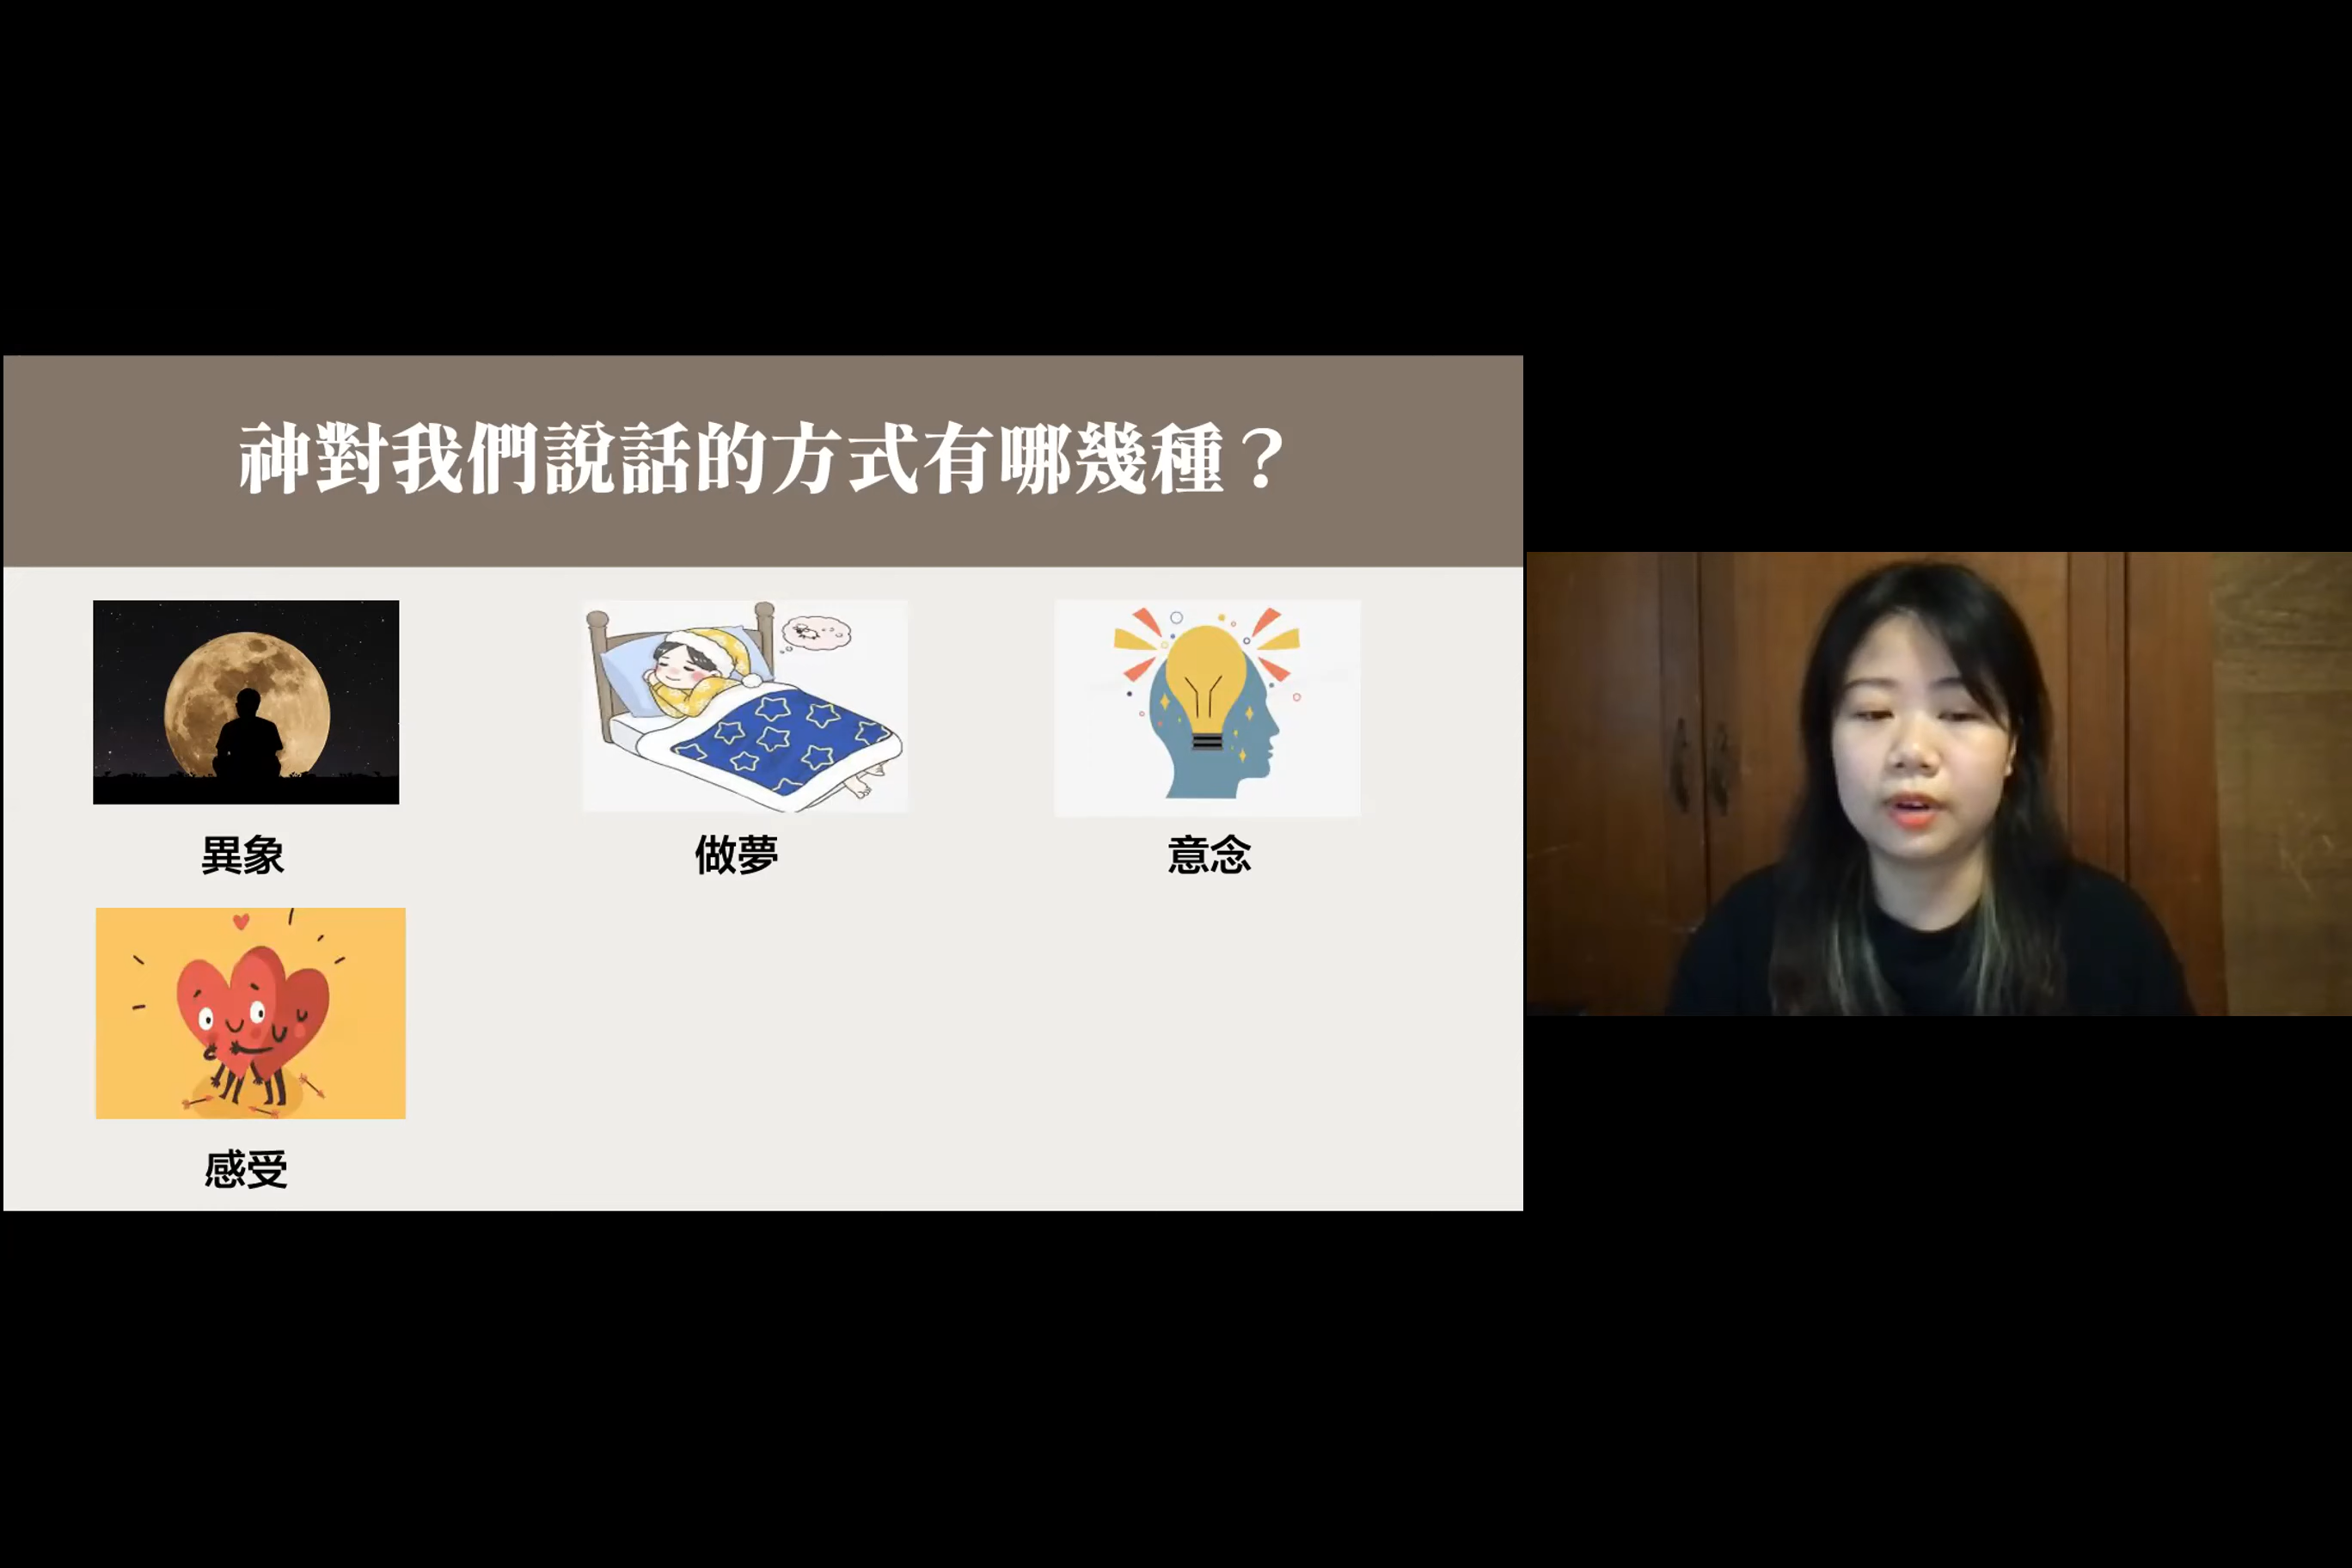 神對我們說話的方式有哪幾種？
異象
做夢
意念
感受